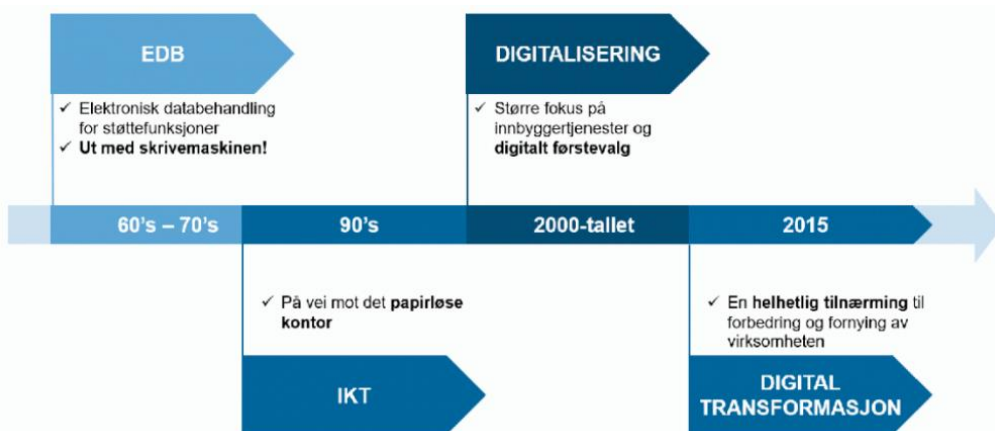 EDB
✓ Elektronisk databehandling
for støttefunksjoner
✓ Ut med skrivemaskinen!
DIGITALISERING
✓ Større fokus på
innbyggertjenester og
digitalt førstevalg
60's – 70's
90's
2000-tallet
2015
✓ På vei mot det papirløse
kontor
IKT
✓ En helhetlig tilnærming til
forbedring og fornying av
virksomheten
DIGITAL
TRANSFORMASJON